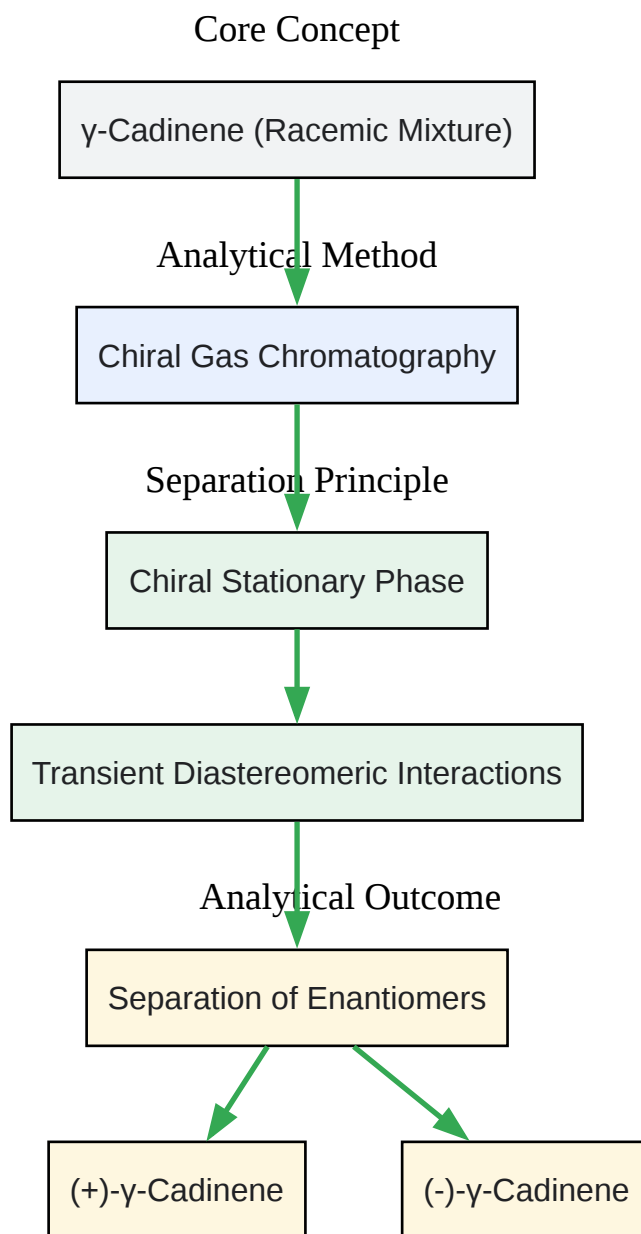 Core Concept
γ-Cadinene (Racemic Mixture)
Analytical Method
Chiral Gas Chromatography
Separation Principle
Chiral Stationary Phase
Transient Diastereomeric Interactions
Analytical Outcome
Separation of Enantiomers
(+)-γ-Cadinene
(-)-γ-Cadinene